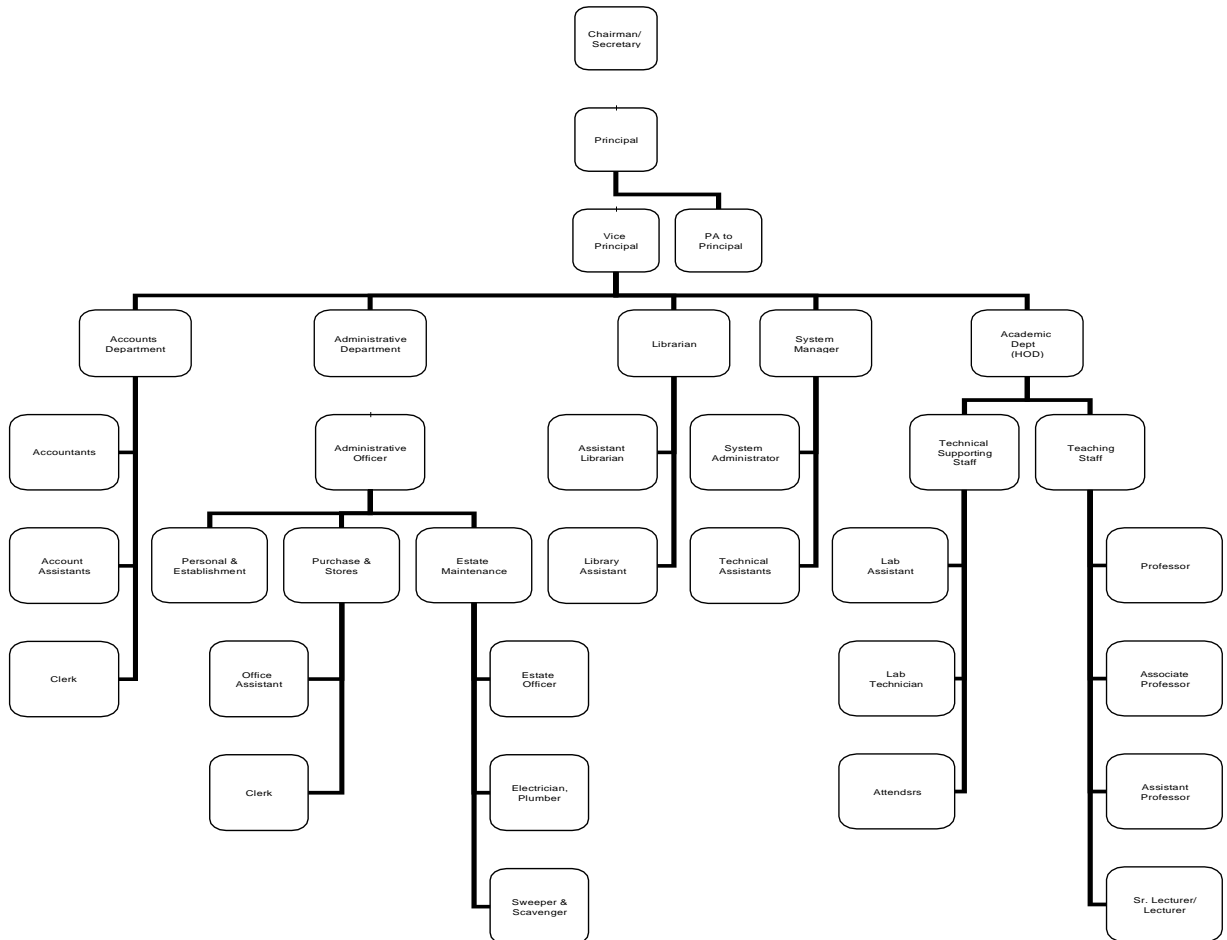 Chairman/
Secretary
Principal
Vice
Principal
PA to
Principal
Accounts
Department
Administrative
Department
Librarian
System
Manager
Academic
Dept
(HOD)
Accountants
Administrative
Officer
Assistant
Librarian
System
Administrator
Technical
Supporting
Staff
Teaching
Staff
Account
Assistants
Personal &
Establishment
Purchase &
Stores
Estate
Maintenance
Library
Assistant
Technical
Assistants
Lab
Assistant
Professor
Clerk
Office
Assistant
Estate
Officer
Lab
Technician
Associate
Professor
Clerk
Electrician,
Plumber
Attendsrs
Assistant
Professor
Sweeper &
Scavenger
Sr. Lecturer/
Lecturer